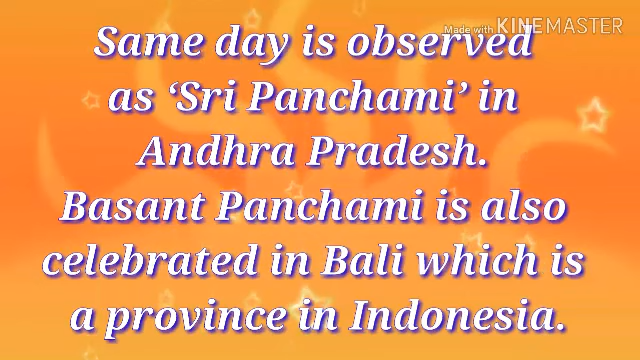 Made with KINEMASTER
Same day is observed
as ‘Sri Panchami’ in
Andhra Pradesh.
Basant Panchami is also
celebrated in Bali which is
a province in Indonesia.